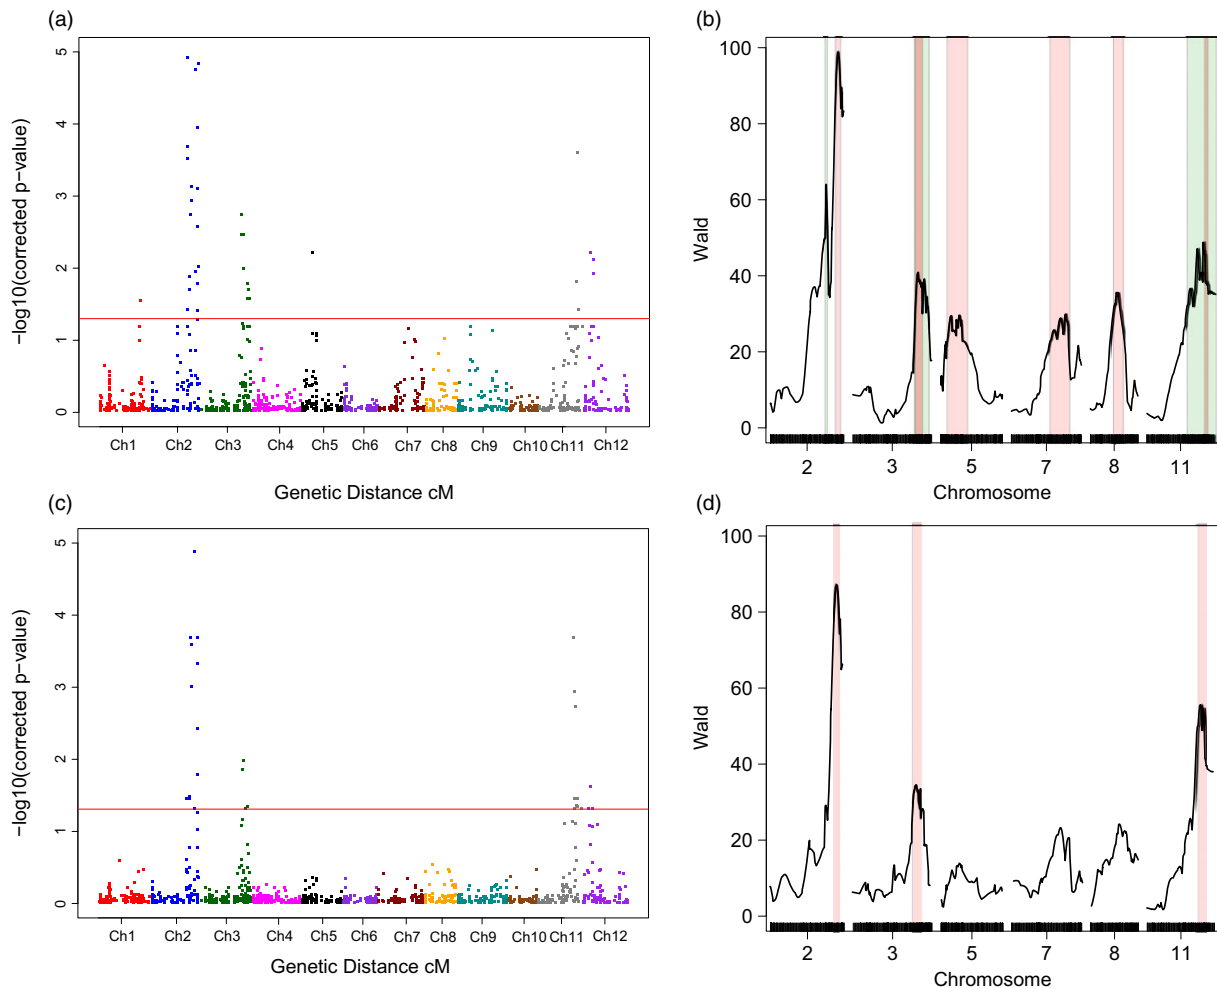 (a)
−log10(corrected p-value)
5
4
3
2
1
0
Ch1 Ch2 Ch3 Ch4 Ch5 Ch6 Ch7 Ch8 Ch9 Ch10 Ch11 Ch12
Genetic Distance cM
(b)
Wald
100
80
60
40
20
0
2 3 5 7 8 11
Chromosome
(c)
−log10(corrected p-value)
5
4
3
2
1
0
Ch1 Ch2 Ch3 Ch4 Ch5 Ch6 Ch7 Ch8 Ch9 Ch10 Ch11 Ch12
Genetic Distance cM
(d)
Wald
100
80
60
40
20
0
2 3 5 7 8 11
Chromosome